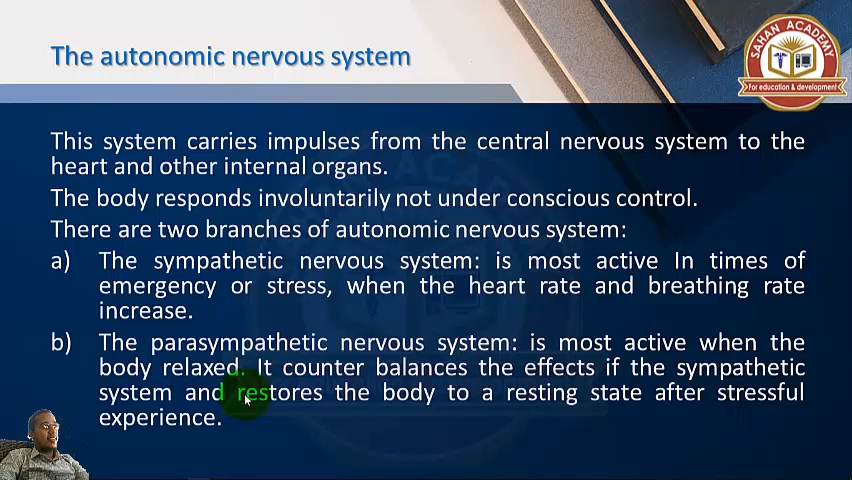 The autonomic nervous system
SAHAN ACADEMY
For education & development
This system carries impulses from the central nervous system to the
heart and other internal organs.
The body responds involuntarily not under conscious control.
There are two branches of autonomic nervous system:
a) The sympathetic nervous system: is most active In times of
emergency or stress, when the heart rate and breathing rate
increase.
b) The parasympathetic nervous system: is most active when the
body relaxed. It counter balances the effects if the sympathetic
system and restores the body to a resting state after stressful
experience.